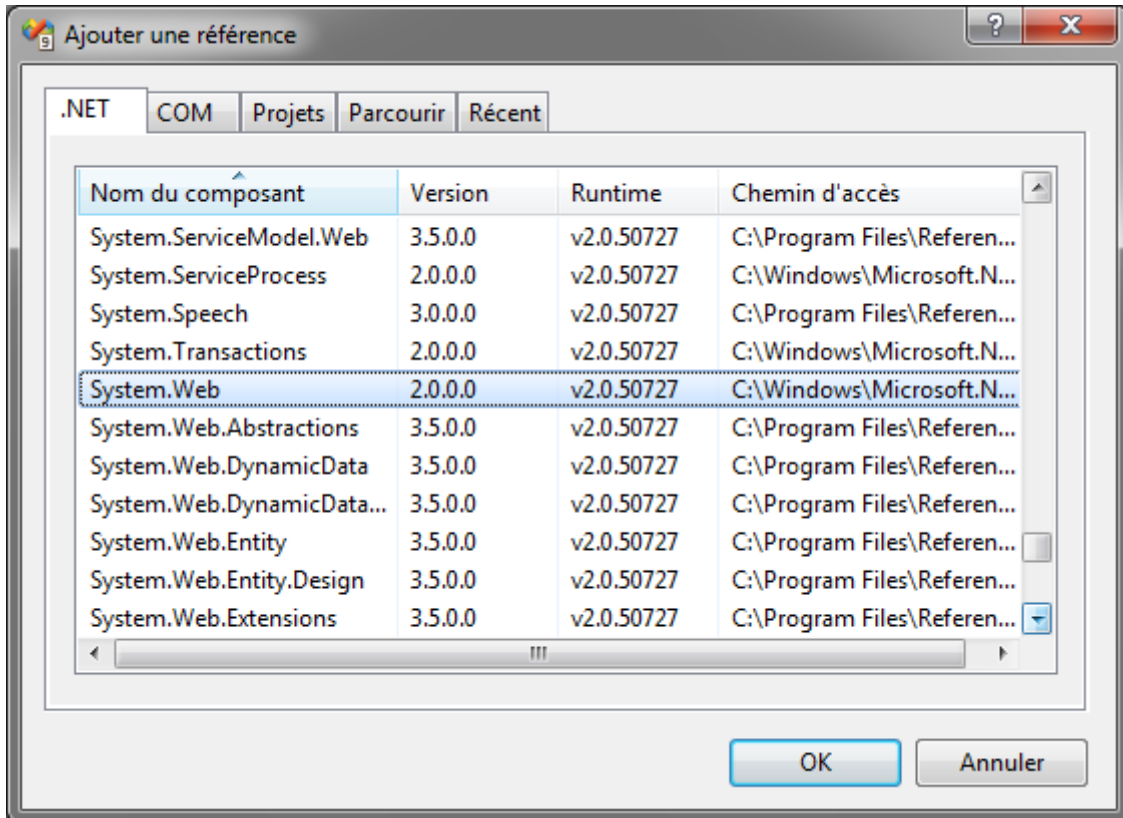 9 Ajouter une référence ?
.NET COM Projets Parcourir Récent
Nom du composant Version Runtime Chemin d'accès
System.ServiceModel.Web 3.5.0.0 v2.0.50727 C:\Program Files\Referen...
System.ServiceProcess 2.0.0.0 v2.0.50727 C:\Windows\Microsoft.N...
System.Speech 3.0.0.0 v2.0.50727 C:\Program Files\Referen...
System.Transactions 2.0.0.0 v2.0.50727 C:\Windows\Microsoft.N...
System.Web 2.0.0.0 v2.0.50727 C:\Windows\Microsoft.N...
System.Web.Abstractions 3.5.0.0 v2.0.50727 C:\Program Files\Referen...
System.Web.DynamicData 3.5.0.0 v2.0.50727 C:\Program Files\Referen...
System.Web.DynamicData... 3.5.0.0 v2.0.50727 C:\Program Files\Referen...
System.Web.Entity 3.5.0.0 v2.0.50727 C:\Program Files\Referen...
System.Web.Entity.Design 3.5.0.0 v2.0.50727 C:\Program Files\Referen...
System.Web.Extensions 3.5.0.0 v2.0.50727 C:\Program Files\Referen...
OK Annuler